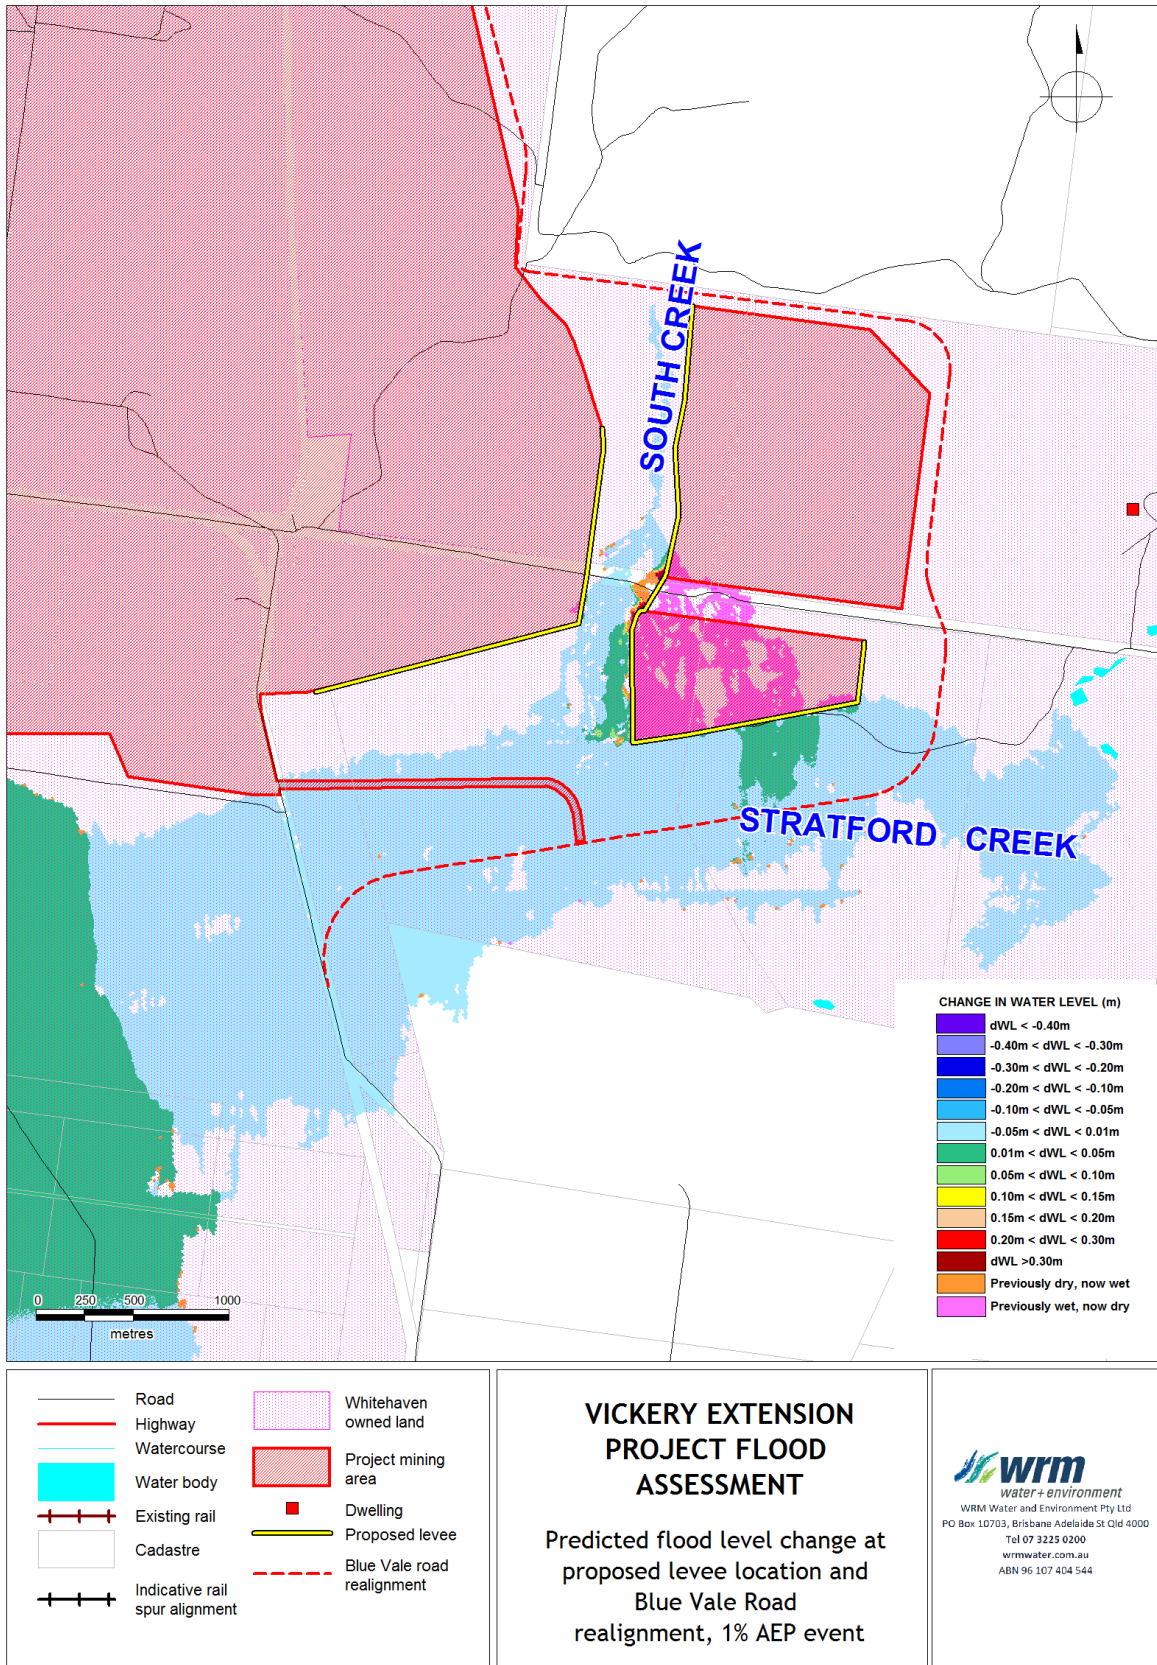 SOUTH CREEK
STRATFORD CREEK
CHANGE IN WATER LEVEL (m)
dWL < -0.40m
-0.40m < dWL < -0.30m
-0.30m < dWL < -0.20m
-0.20m < dWL < -0.10m
-0.10m < dWL < -0.05m
-0.05m < dWL < 0.01m
0.01m < dWL < 0.05m
0.05m < dWL < 0.10m
0.10m < dWL < 0.15m
0.15m < dWL < 0.20m
0.20m < dWL < 0.30m
dWL >0.30m
Previously dry, now wet
Previously wet, now dry
0 250 500 1000
metres
Road
Highway
Watercourse
Water body
Existing rail
Cadastre
Indicative rail
spur alignment
Whitehaven
owned land
Project mining
area
Dwelling
Proposed levee
Blue Vale road
realignment
VICKERY EXTENSION
PROJECT FLOOD
ASSESSMENT
Predicted flood level change at
proposed levee location and
Blue Vale Road
realignment, 1% AEP event
wrm
water+environment
WRM Water and Environment Pty Ltd
PO Box 10703, Brisbane Adelaide St Qld 4000
Tel 07 3225 0200
wrmwater.com.au
ABN 96 107 404 544